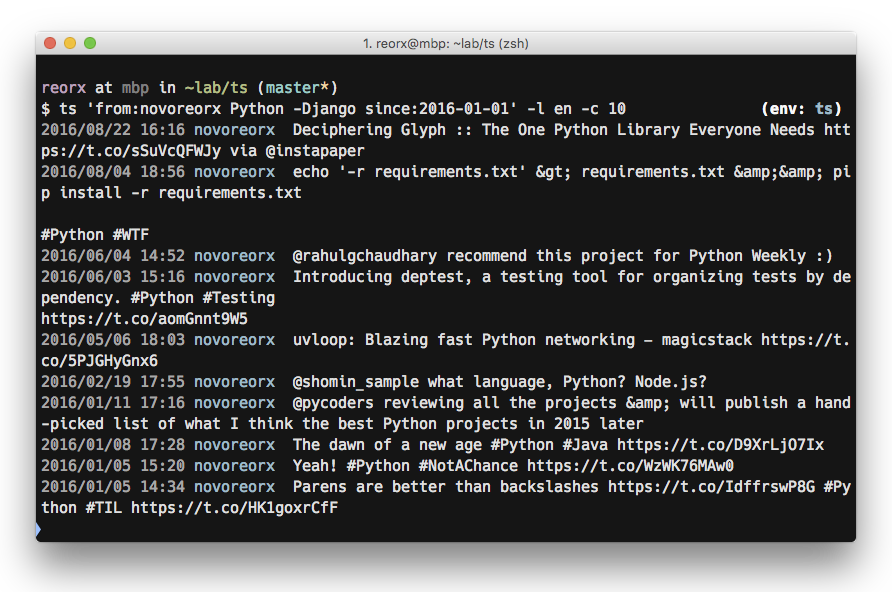 1. reorx@mbp: ~lab/ts (zsh)
reorx at mbp in ~lab/ts (master*)
$ ts 'from:novoreorx Python -Django since:2016-01-01' -l en -c 10 (env: ts)
2016/08/22 16:16 novoreorx Deciphering Glyph :: The One Python Library Everyone Needs htt
ps://t.co/sSuVcQFWJy via @instapaper
2016/08/04 18:56 novoreorx echo '-r requirements.txt' &gt; requirements.txt &amp;&amp; pi
p install -r requirements.txt
#Python #WTF
2016/06/04 14:52 novoreorx @rahulgchaudhary recommend this project for Python Weekly :)
2016/06/03 15:16 novoreorx Introducing deptest, a testing tool for organizing tests by de
pendency. #Python #Testing
https://t.co/aomGnnt9W5
2016/05/06 18:03 novoreorx uvloop: Blazing fast Python networking — magicstack https://t.
co/5PJGHyGnx6
2016/02/19 17:55 novoreorx @shomin_sample what language, Python? Node.js?
2016/01/11 17:16 novoreorx @pycoders reviewing all the projects &amp; will publish a hand
-picked list of what I think the best Python projects in 2015 later
2016/01/08 17:28 novoreorx The dawn of a new age #Python #Java https://t.co/D9XrLjO7Ix
2016/01/05 15:20 novoreorx Yeah! #Python #NotAChance https://t.co/WzWK76MAw0
2016/01/05 14:34 novoreorx Parens are better than backslashes https://t.co/IdffrswP8G #Py
thon #TIL https://t.co/HK1goxrCfF